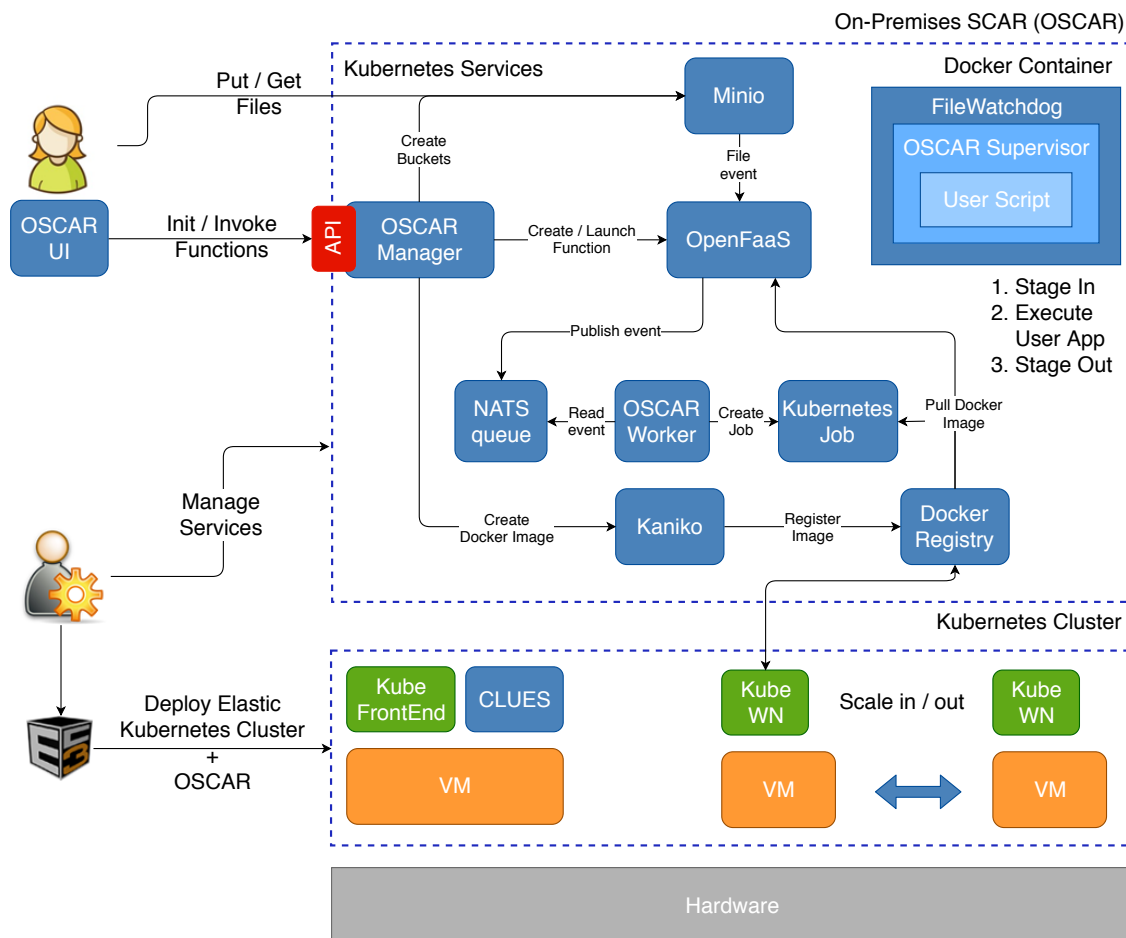 On-Premises SCAR (OSCAR)
Kubernetes Services
Docker Container
Put / Get
Files
Minio
FileWatchdog
OSCAR Supervisor
User Script
Create
Buckets
File
event
OSCAR
UI
Init / Invoke
Functions
API
OSCAR
Manager
Create / Launch
Function
OpenFaaS
1. Stage In
2. Execute
User App
3. Stage Out
Publish event
NATS
queue
Read
event
OSCAR
Worker
Create
Job
Kubernetes
Job
Pull Docker
Image
Manage
Services
Create
Docker Image
Kaniko
Register
Image
Docker
Registry
Kubernetes Cluster
Kube
FrontEnd
CLUES
Kube
WN
Scale in / out
Kube
WN
Deploy Elastic
Kubernetes Cluster
+
OSCAR
VM
VM
VM
Hardware